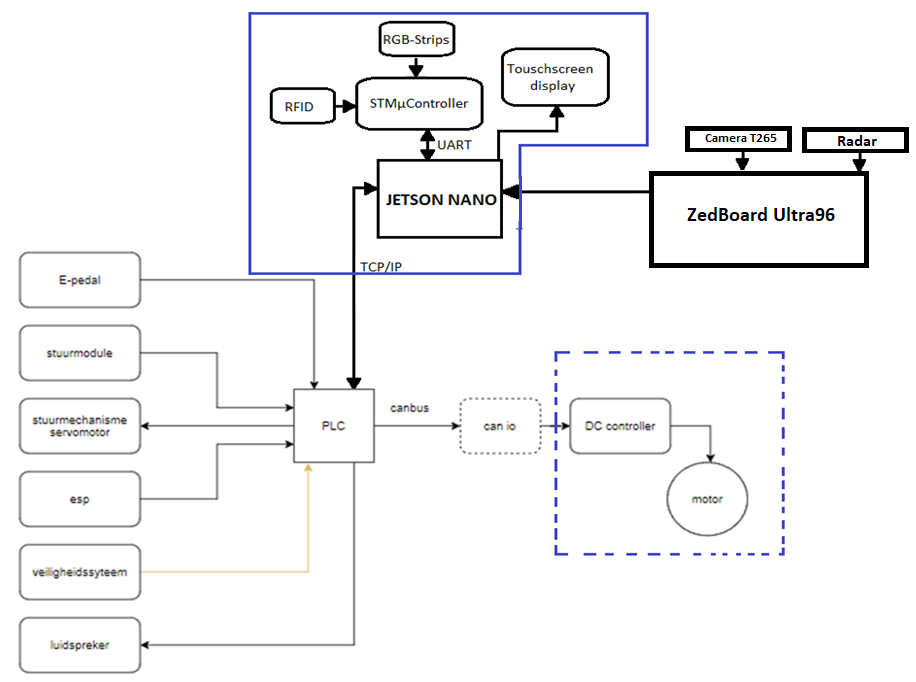 RGB-Strips
Touschscreen
display
RFID
STMµController
UART
Camera T265
Radar
JETSON NANO
ZedBoard Ultra96
TCP/IP
E-pedal
stuurmodule
stuurmechanisme
servomotor
PLC
canbus
can io
DC controller
esp
motor
veiligheidssyteem
luidspreker